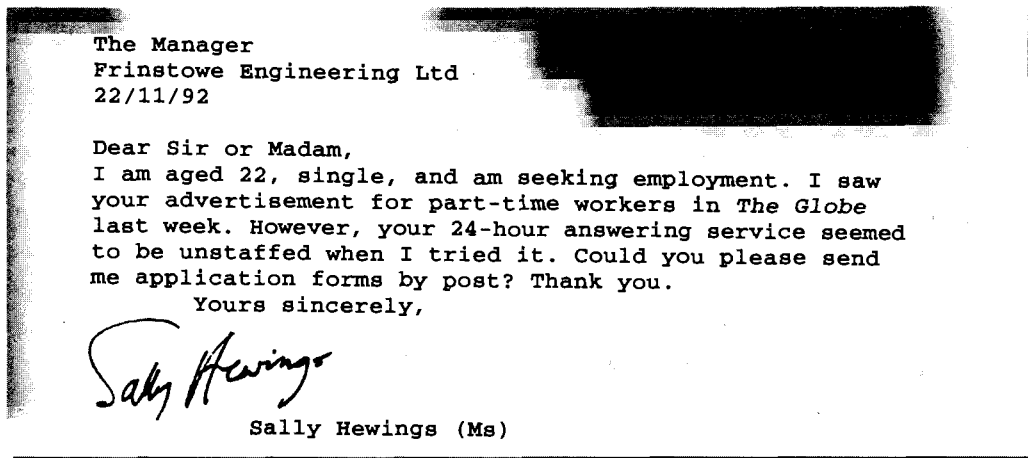 The Manager
Frinstowe Engineering Ltd
22/11/92
Dear Sir or Madam,
I am aged 22, single, and am seeking employment. I saw
your advertisement for part-time workers in The Globe
last week. However, your 24-hour answering service seemed
to be unstaffed when I tried it. Could you please send
me application forms by post? Thank you.
Yours sincerely,
Sally Hewings
Sally Hewings (Ms)